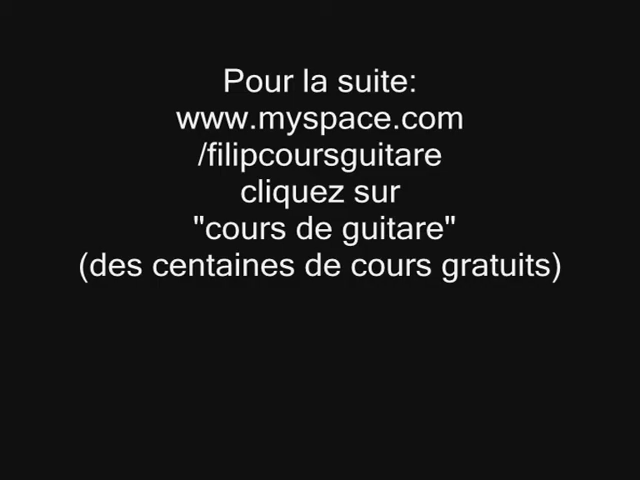 Pour la suite:
www.myspace.com
/filipcoursguitare
cliquez sur
"cours de guitare"
(des centaines de cours gratuits)